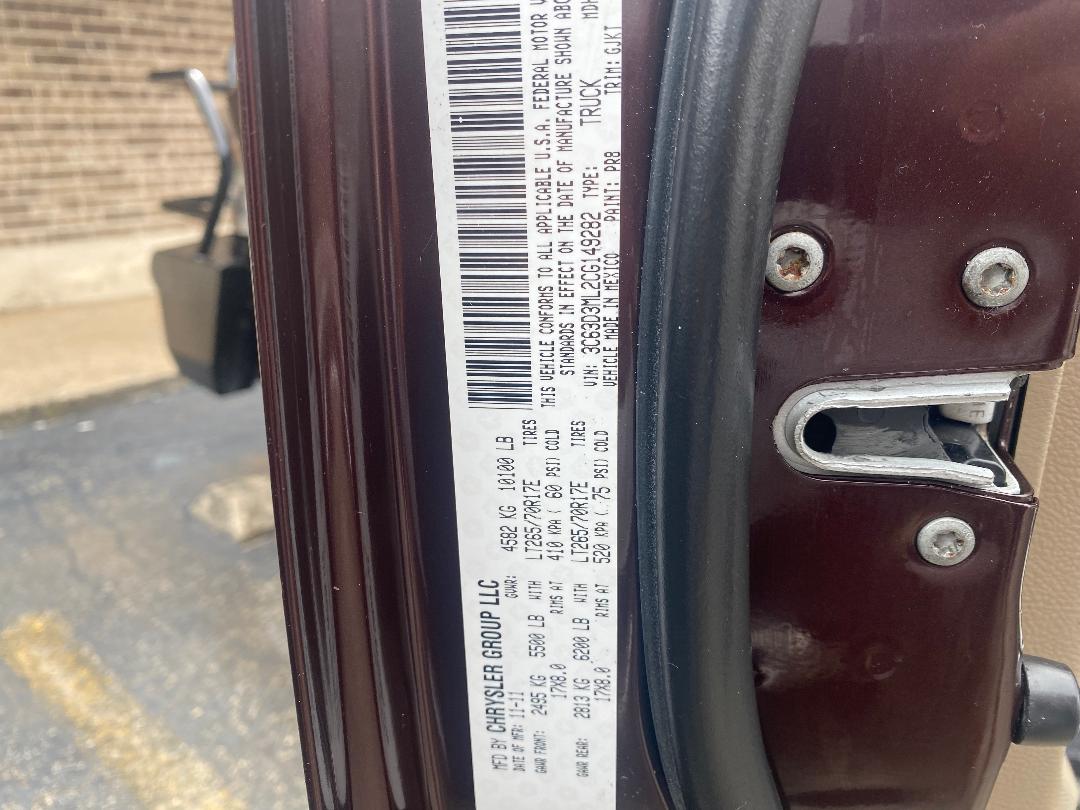 MFD BY CHRYSLER GROUP LLC
DATE OF MFR: 11-11 GVWR: 4582 KG 10100 LB
GAWR FRONT: 2495 KG 5500 LB WITH LT265/70R17E TIRES
17X8.0 RIMS AT 410 KPA ( 60 PSI) COLD
GAWR REAR: 2813 KG 6200 LB WITH LT265/70R17E TIRES
17X8.0 RIMS AT 520 KPA ( 75 PSI) COLD
THIS VEHICLE CONFORMS TO ALL APPLICABLE U.S.A. FEDERAL MOTOR V
STANDARDS IN EFFECT ON THE DATE OF MANUFACTURE SHOWN ABO
VIN: 3C63D3ML2CG149282 TYPE: TRUCK MDH
VEHICLE MADE IN MEXICO PAINT: PR8 TRIM: GJKT